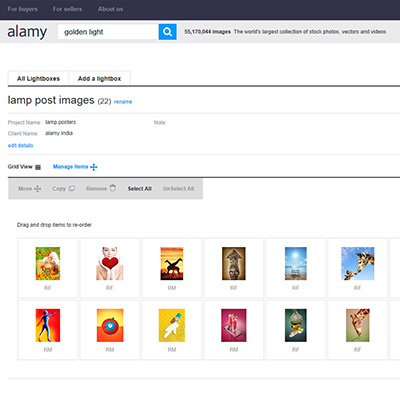 For buyers For sellers About us
alamy golden light 55,170,044 images The world's largest collection of stock photos, vectors and videos
All Lightboxes Add a lightbox
lamp post images (22) rename
Project Name: lamp posters Note:
Client Name: alamy India
edit details
Grid View Manage Items
Move Copy Remove Select All UnSelect All
Drag and drop items to re-order
RF RF RM RM RF RF
RM RM RM RF RF RF